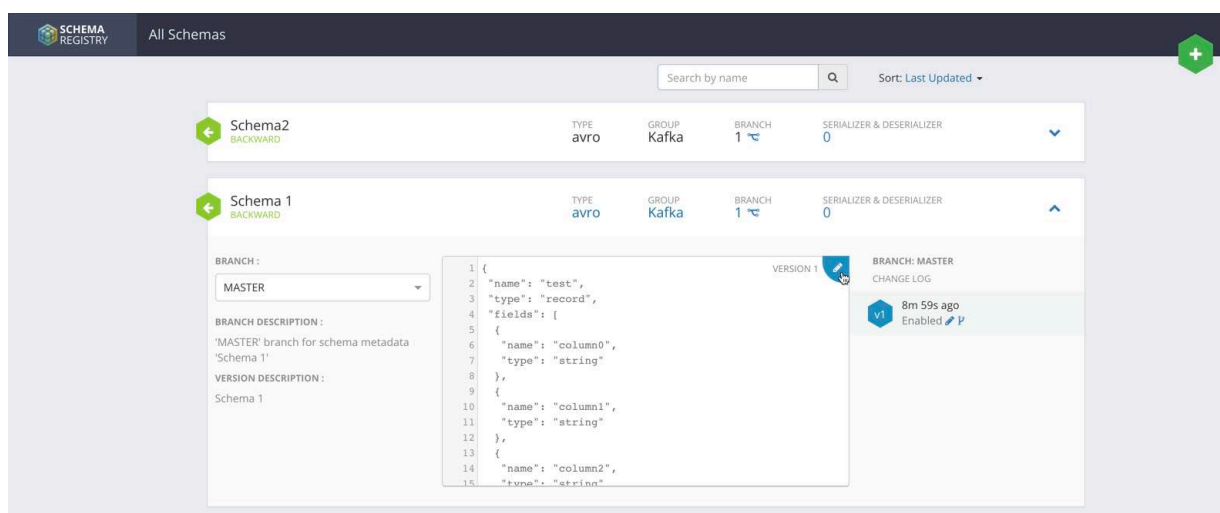 SCHEMA
REGISTRY
All Schemas
Search by name
Sort: Last Updated
Schema2
BACKWARD
TYPE
avro
GROUP
Kafka
BRANCH
1
SERIALIZER & DESERIALIZER
0
Schema 1
BACKWARD
TYPE
avro
GROUP
Kafka
BRANCH
1
SERIALIZER & DESERIALIZER
0
BRANCH :
MASTER
BRANCH DESCRIPTION :
'MASTER' branch for schema metadata
'Schema 1'
VERSION DESCRIPTION :
Schema 1
VERSION 1
1 {
2 "name": "test",
3 "type": "record",
4 "fields": [
5 {
6 "name": "column0",
7 "type": "string"
8 },
9 {
10 "name": "column1",
11 "type": "string"
12 },
13 {
14 "name": "column2",
15 "type": "string"
BRANCH: MASTER
CHANGE LOG
v1
8m 59s ago
Enabled